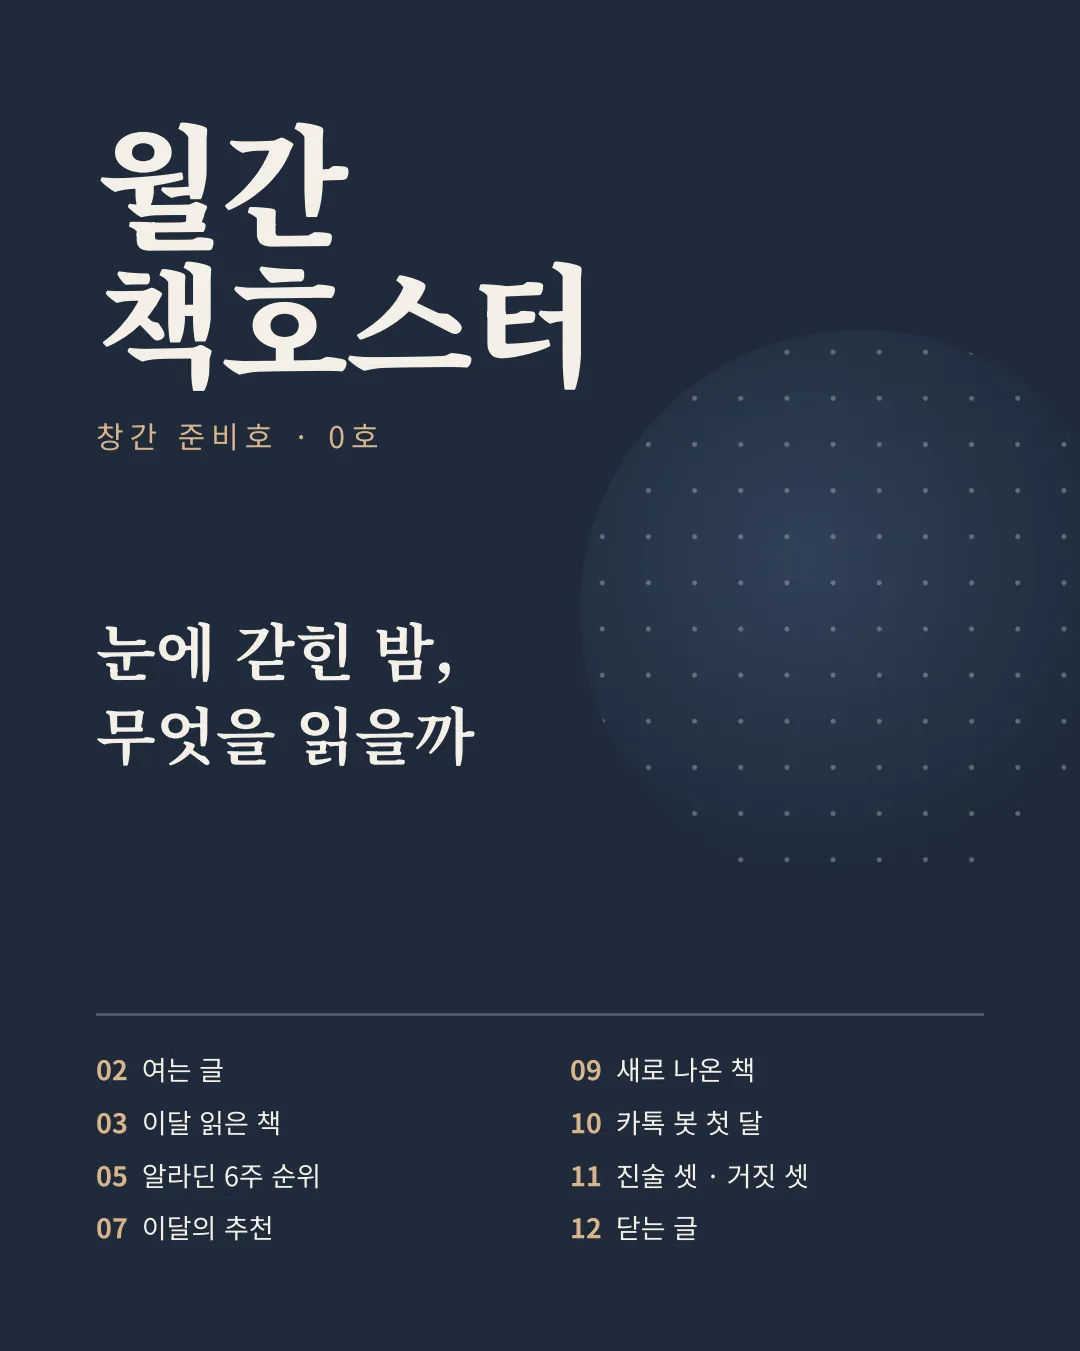 월간
책호스터
창간 준비호 · 0호
눈에 갇힌 밤,
무엇을 읽을까
02 여는 글
03 이달 읽은 책
05 알라딘 6주 순위
07 이달의 추천
09 새로 나온 책
10 카톡 봇 첫 달
11 진술 셋 · 거짓 셋
12 닫는 글